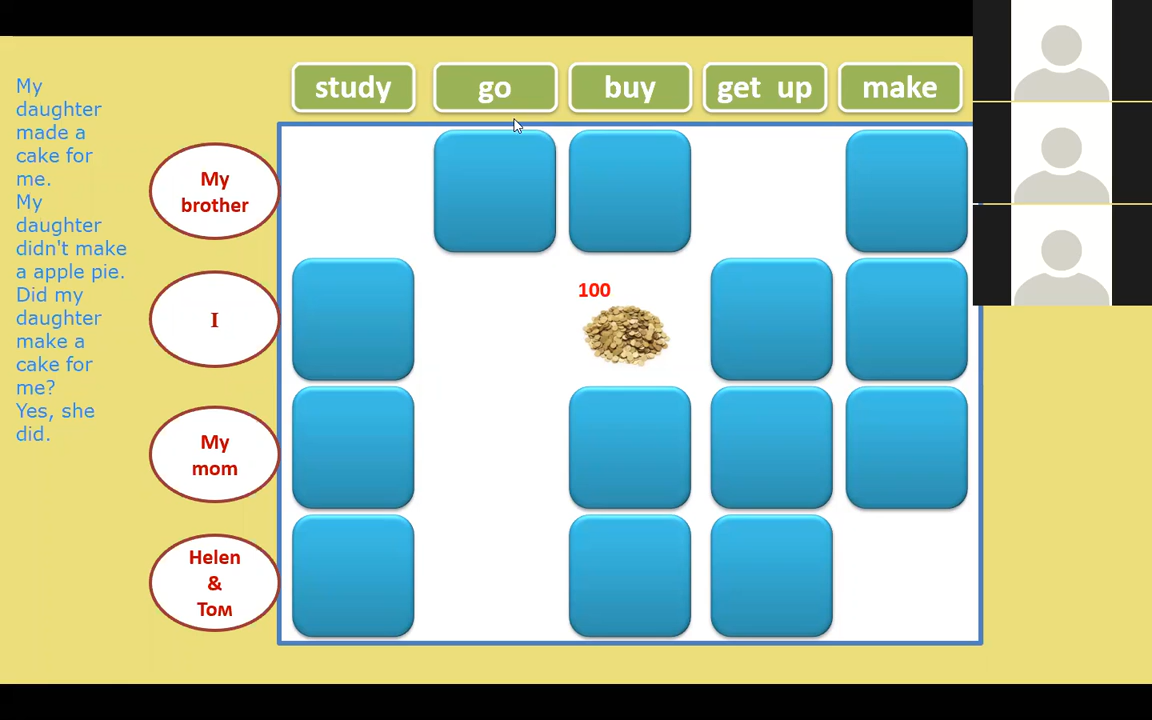 My
daughter
made a
cake for
me.
My
daughter
didn't make
a apple pie.
Did my
daughter
make a
cake for
me?
Yes, she
did.
study
go
buy
get up
make
My
brother
I
100
My
mom
Helen
&
Tom